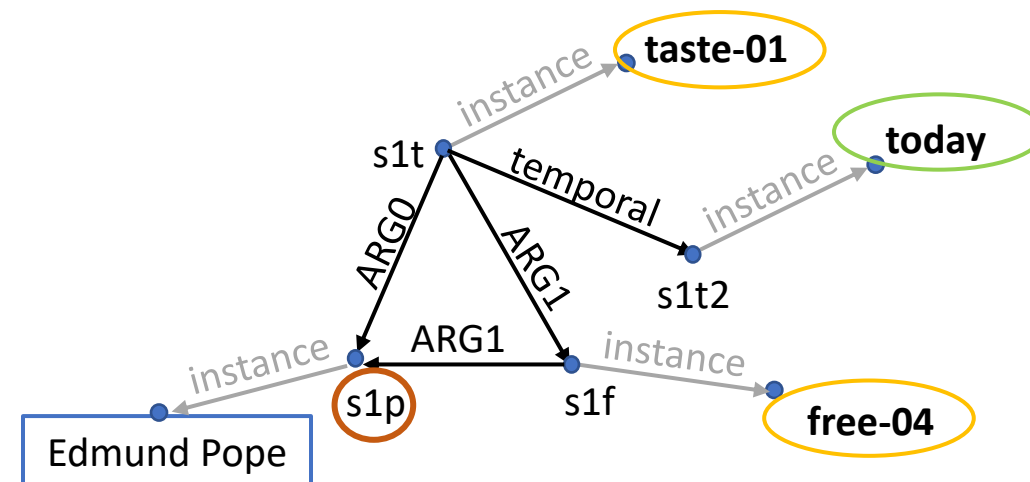 taste-01
instance
today
s1t
temporal
instance
ARG0
ARG1
s1t2
ARG1
instance
instance
s1p
s1f
free-04
Edmund Pope